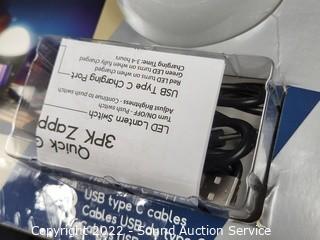 Quick G
3PK Zapp
LED Lantern Switch
Turn ON/OFF - Push switch
Adjust Brightness - Continue to push switch
USB Type C Charging Port
Red LED turns on when charging
Green LED turns on when fully charged
Charging Time: 3-4 hours
USB type C cables
Cables USB
Copyright 2022 - Sound Auction Service